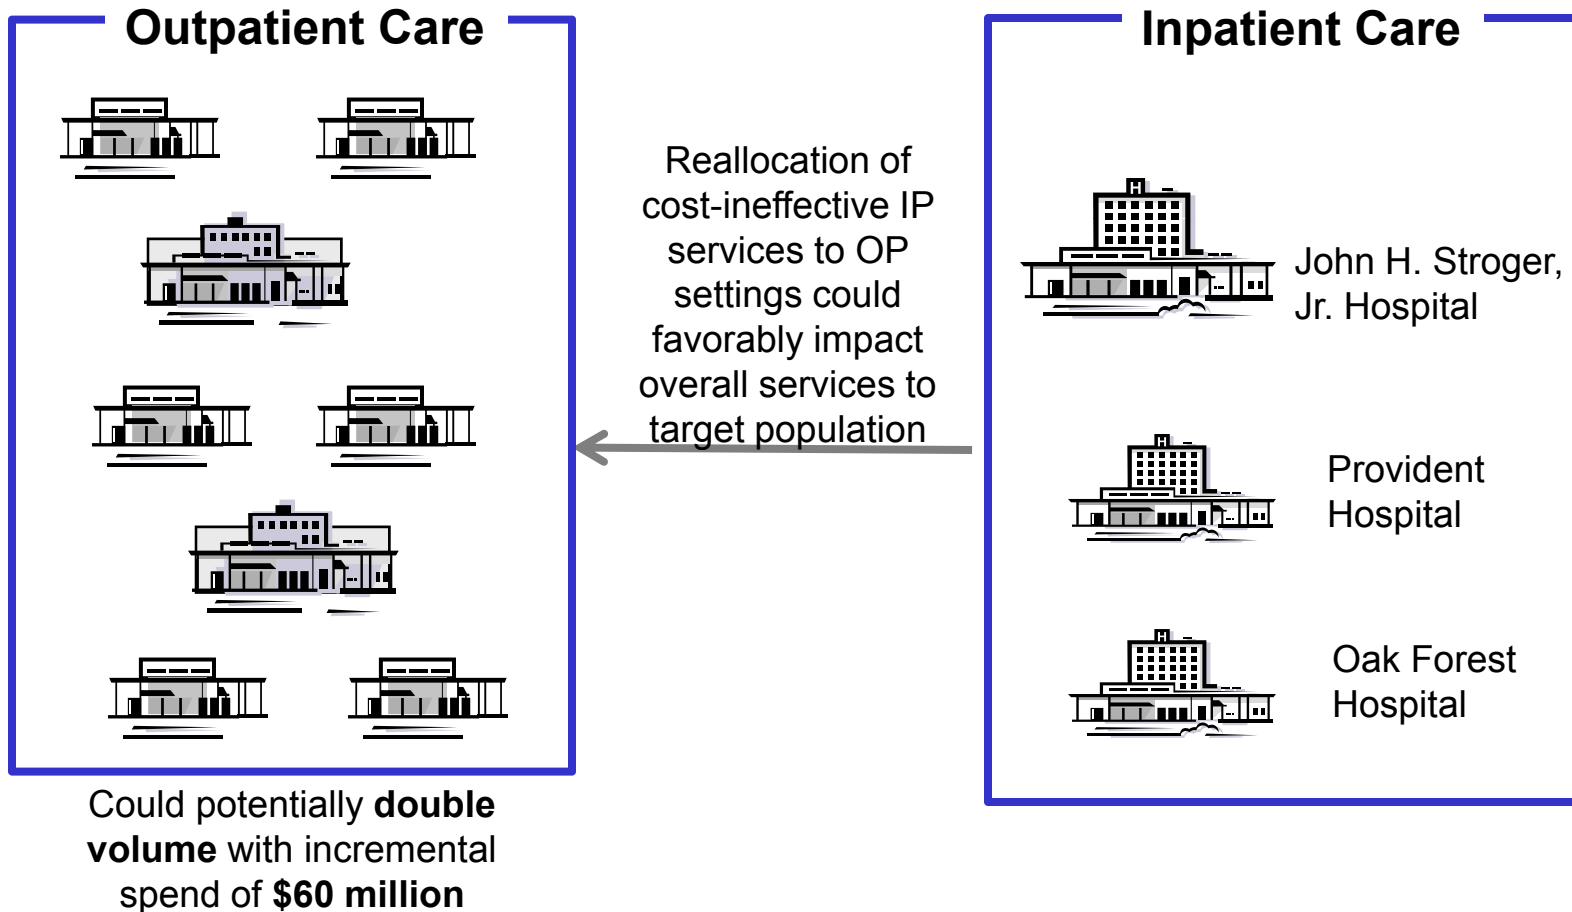 Outpatient Care
Could potentially double
volume with incremental
spend of $60 million
Reallocation of
cost-ineffective IP
services to OP
settings could
favorably impact
overall services to
target population
Inpatient Care
H
John H. Stroger,
Jr. Hospital
H
Provident
Hospital
H
Oak Forest
Hospital